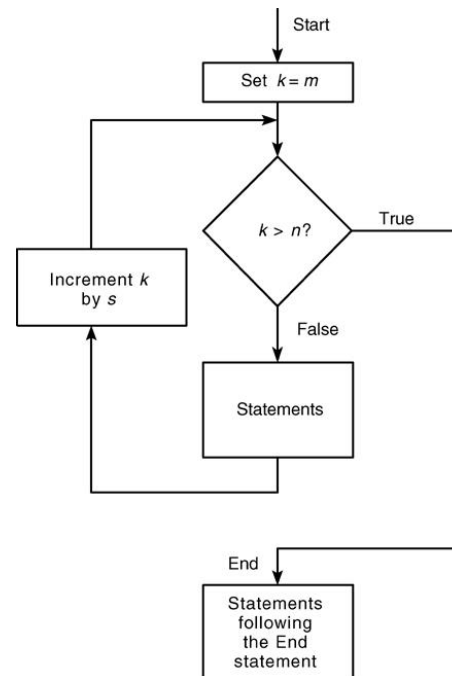 Start
Set k = m
k > n?
True
Increment k
by s
False
Statements
End
Statements
following
the End
statement